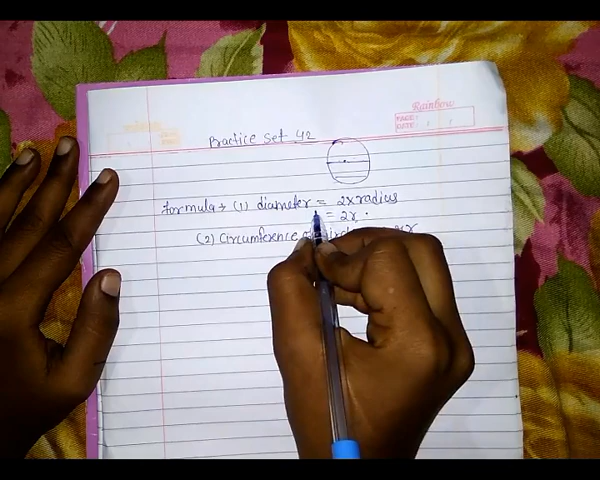 Rainbow
PAGE:
DATE: / /
Practice Set 42
formula → (1) diameter = 2×radius
= 2r .
(2) Circumference